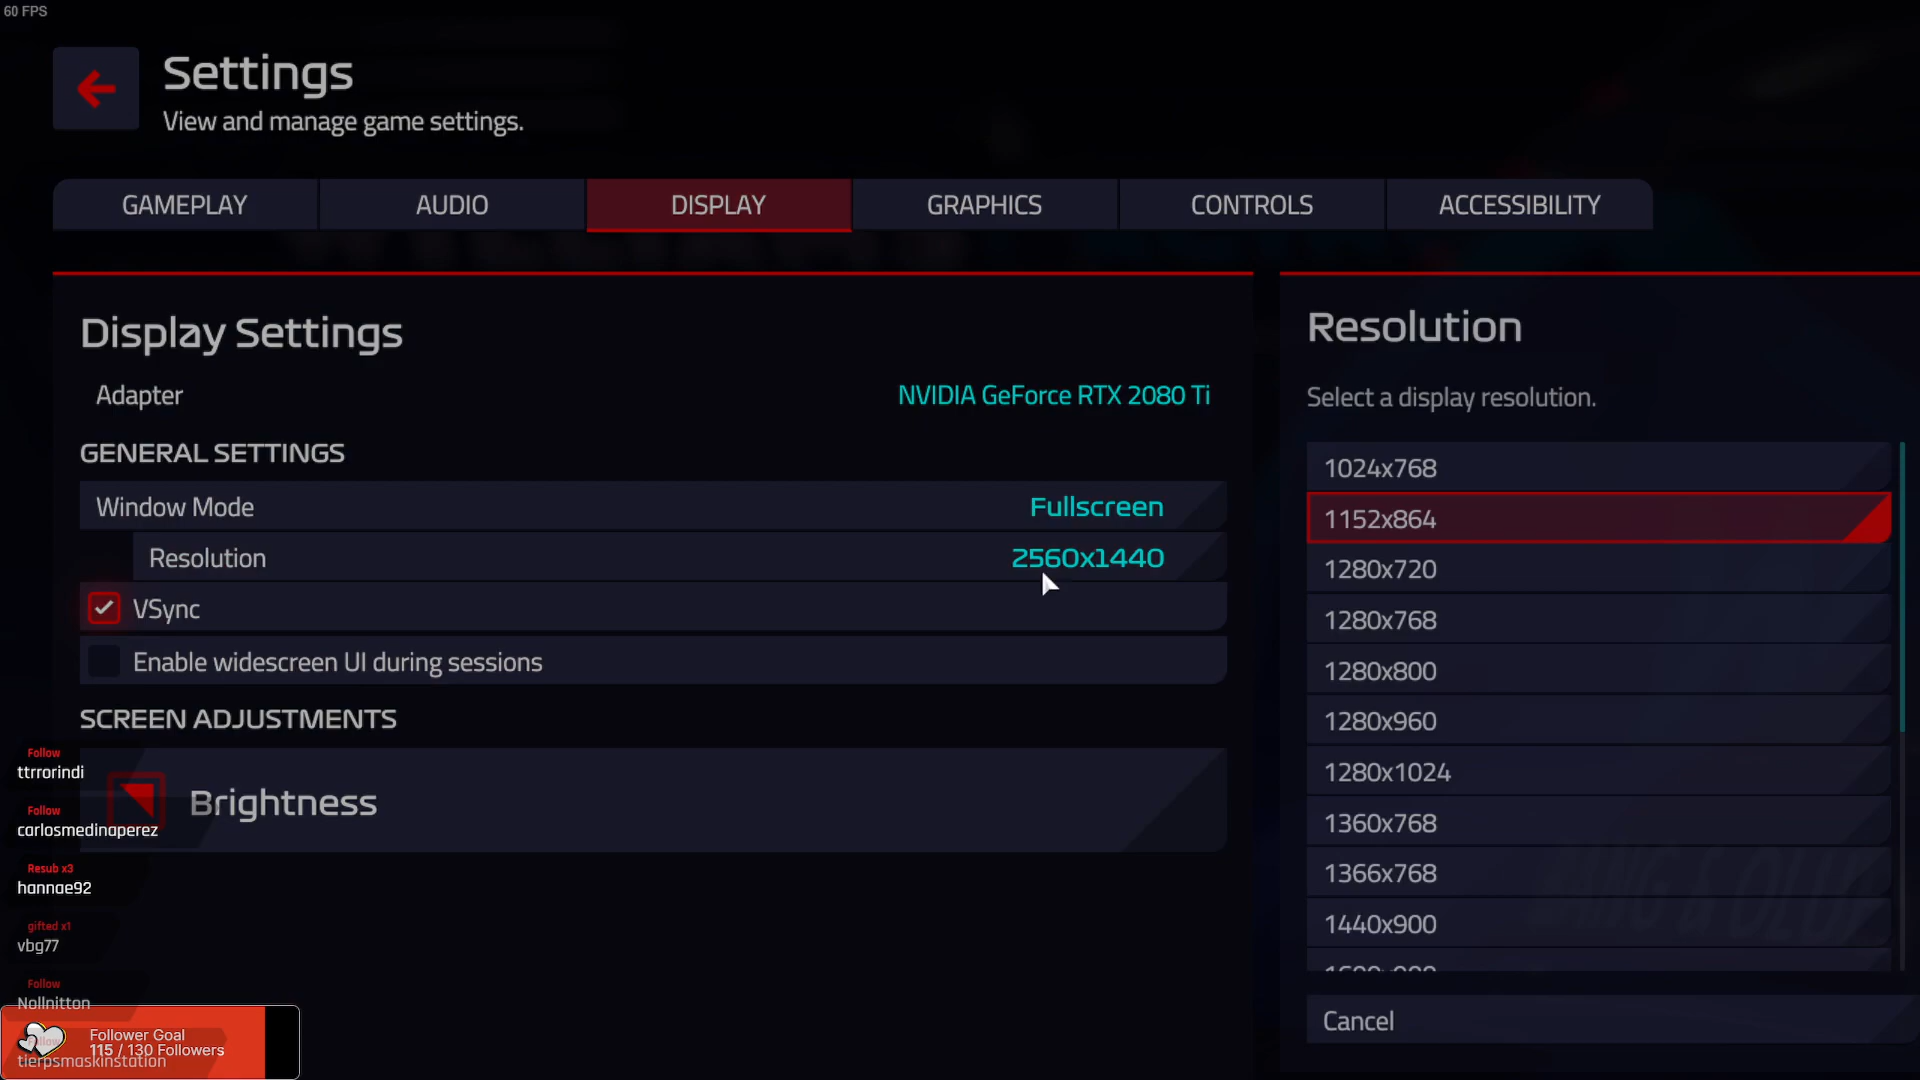 60 FPS
Settings
View and manage game settings.
GAMEPLAY
AUDIO
DISPLAY
GRAPHICS
CONTROLS
ACCESSIBILITY
Display Settings
Adapter
NVIDIA GeForce RTX 2080 Ti
GENERAL SETTINGS
Window Mode
Fullscreen
Resolution
2560x1440
VSync
Enable widescreen UI during sessions
SCREEN ADJUSTMENTS
Brightness
Resolution
Select a display resolution.
1024x768
1152x864
1280x720
1280x768
1280x800
1280x960
1280x1024
1360x768
1366x768
1440x900
Cancel
Follow
ttrrorindi
Follow
carlosmedinaperez
Resub x3
hannae92
gifted x1
vbg77
Follow
Nollnitton
Follower Goal
115 / 130 Followers
Follow
tierpsmaskinstation